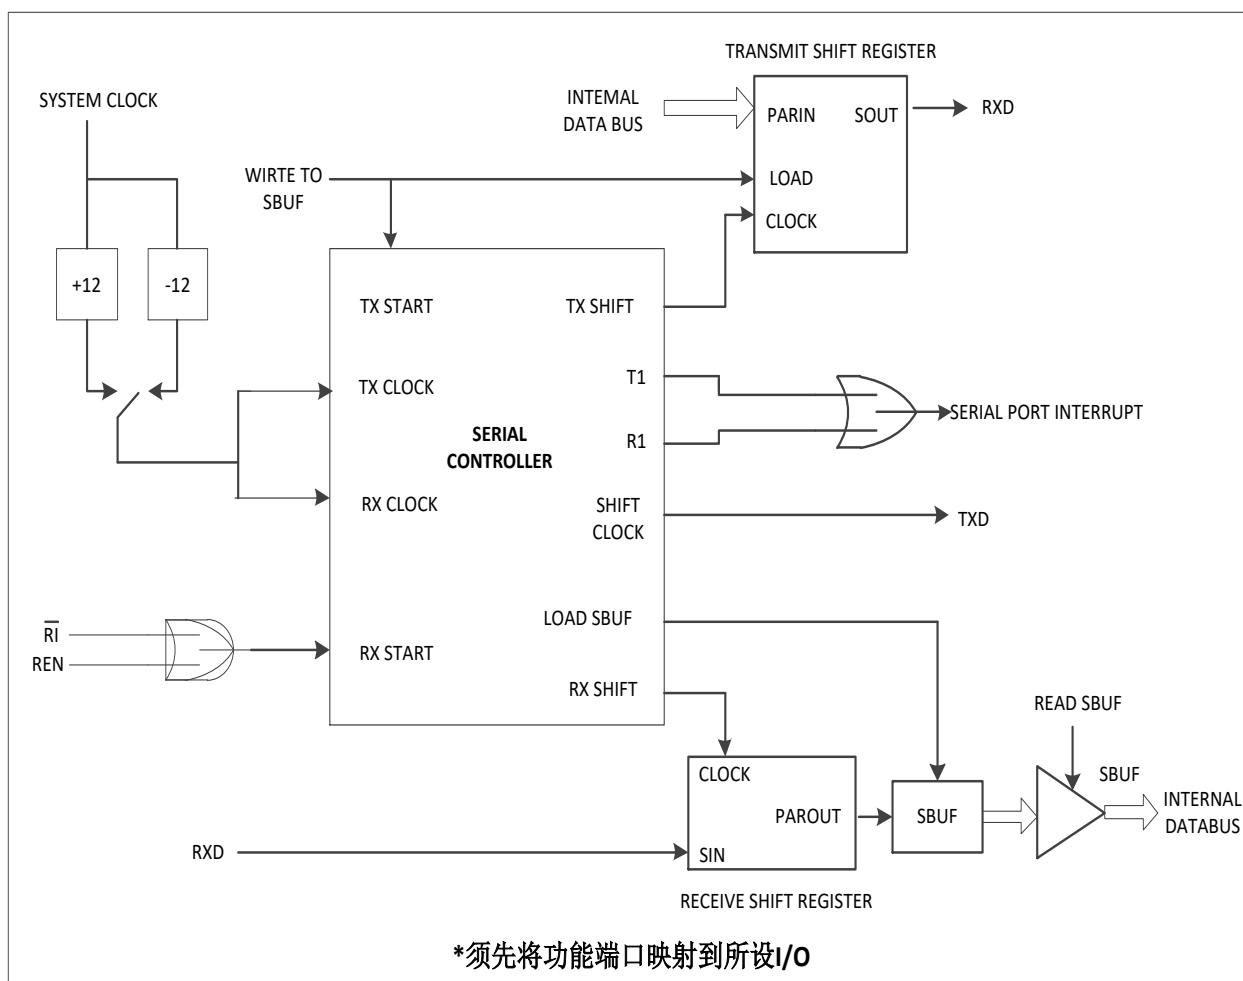 TRANSMIT SHIFT REGISTER
SYSTEM CLOCK
INTEMAL
DATA BUS
PARIN
SOUT
RXD
WIRTE TO
SBUF
LOAD
CLOCK
+12
-12
TX START
TX SHIFT
TX CLOCK
T1
SERIAL PORT INTERRUPT
SERIAL
CONTROLLER
R1
RX CLOCK
SHIFT
CLOCK
TXD
RI
REN
LOAD SBUF
RX START
RX SHIFT
READ SBUF
CLOCK
SBUF
PAROUT
SBUF
INTERNAL
DATABUS
RXD
SIN
RECEIVE SHIFT REGISTER
*须先将功能端口映射到所设I/O